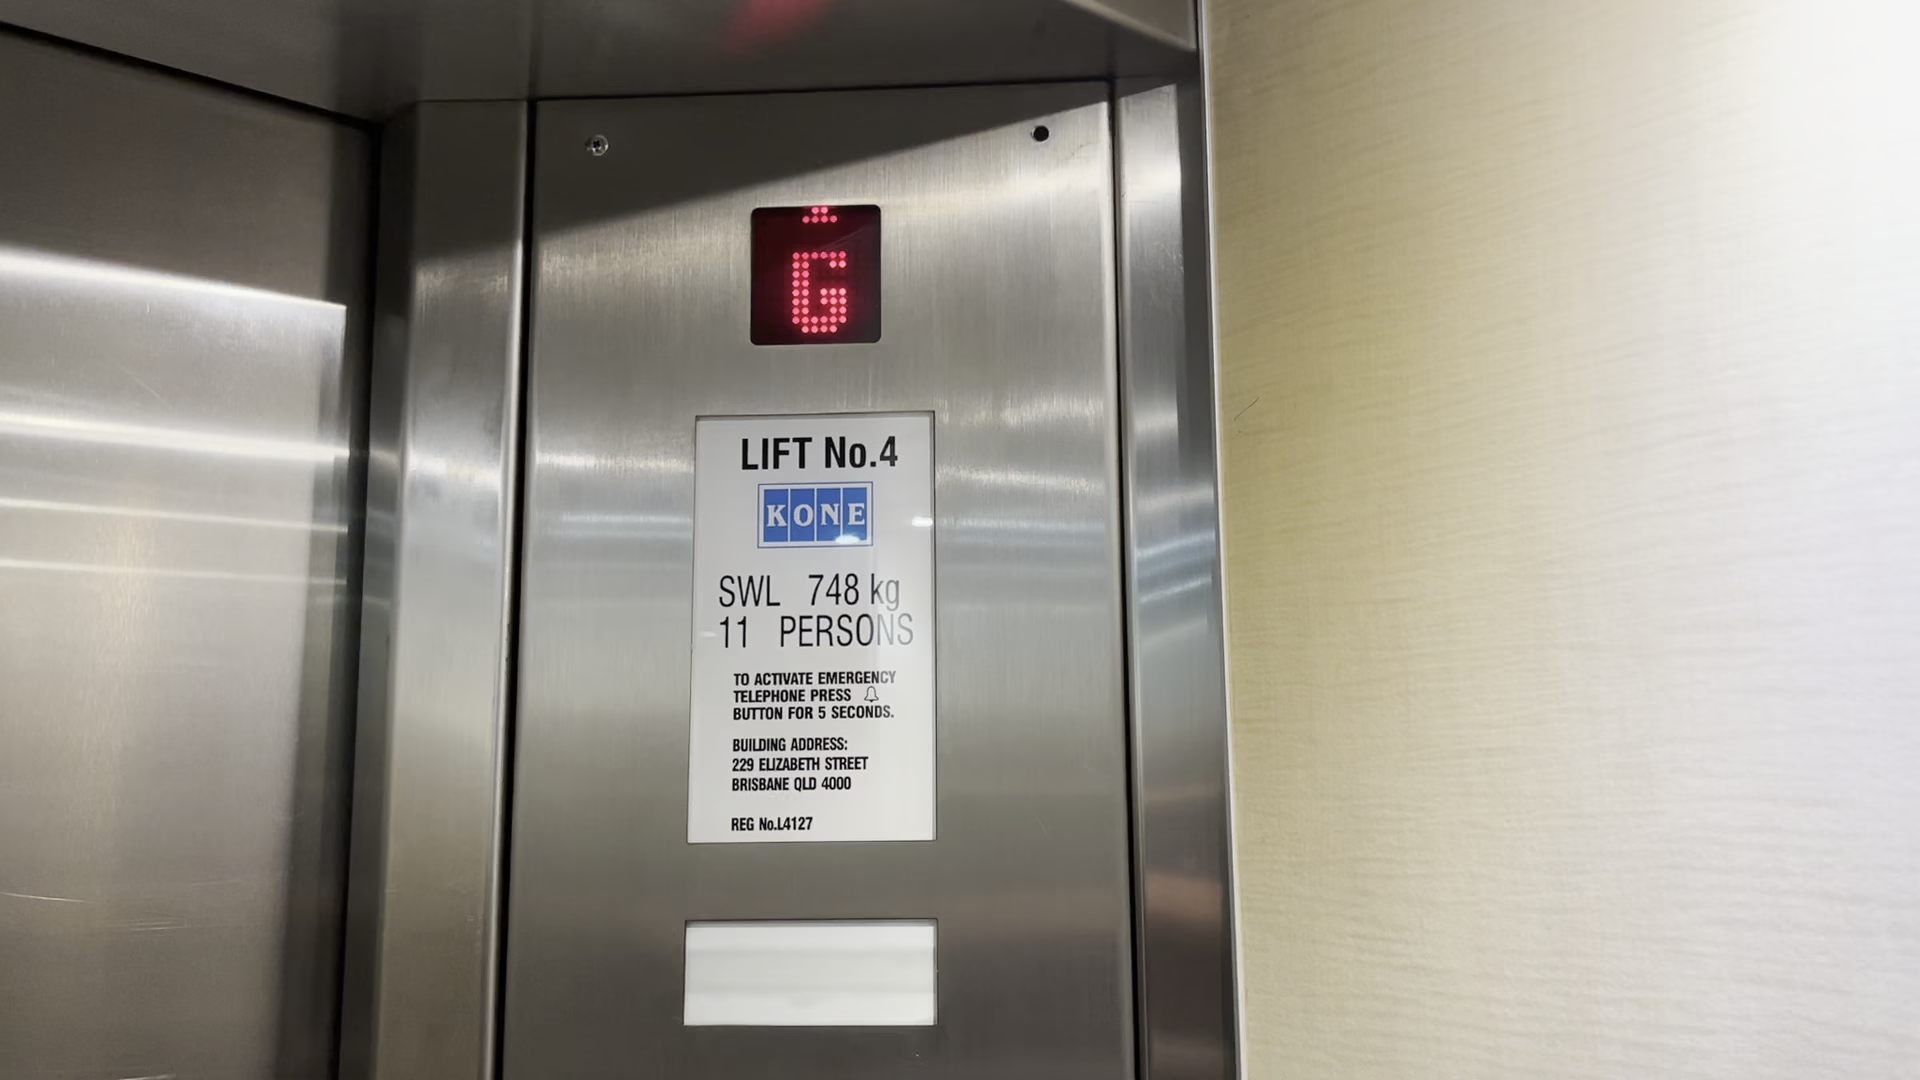 G
LIFT No.4
KONE
SWL 748 kg
11 PERSONS
TO ACTIVATE EMERGENCY
TELEPHONE PRESS
BUTTON FOR 5 SECONDS.
BUILDING ADDRESS:
229 ELIZABETH STREET
BRISBANE QLD 4000
REG No.L4127